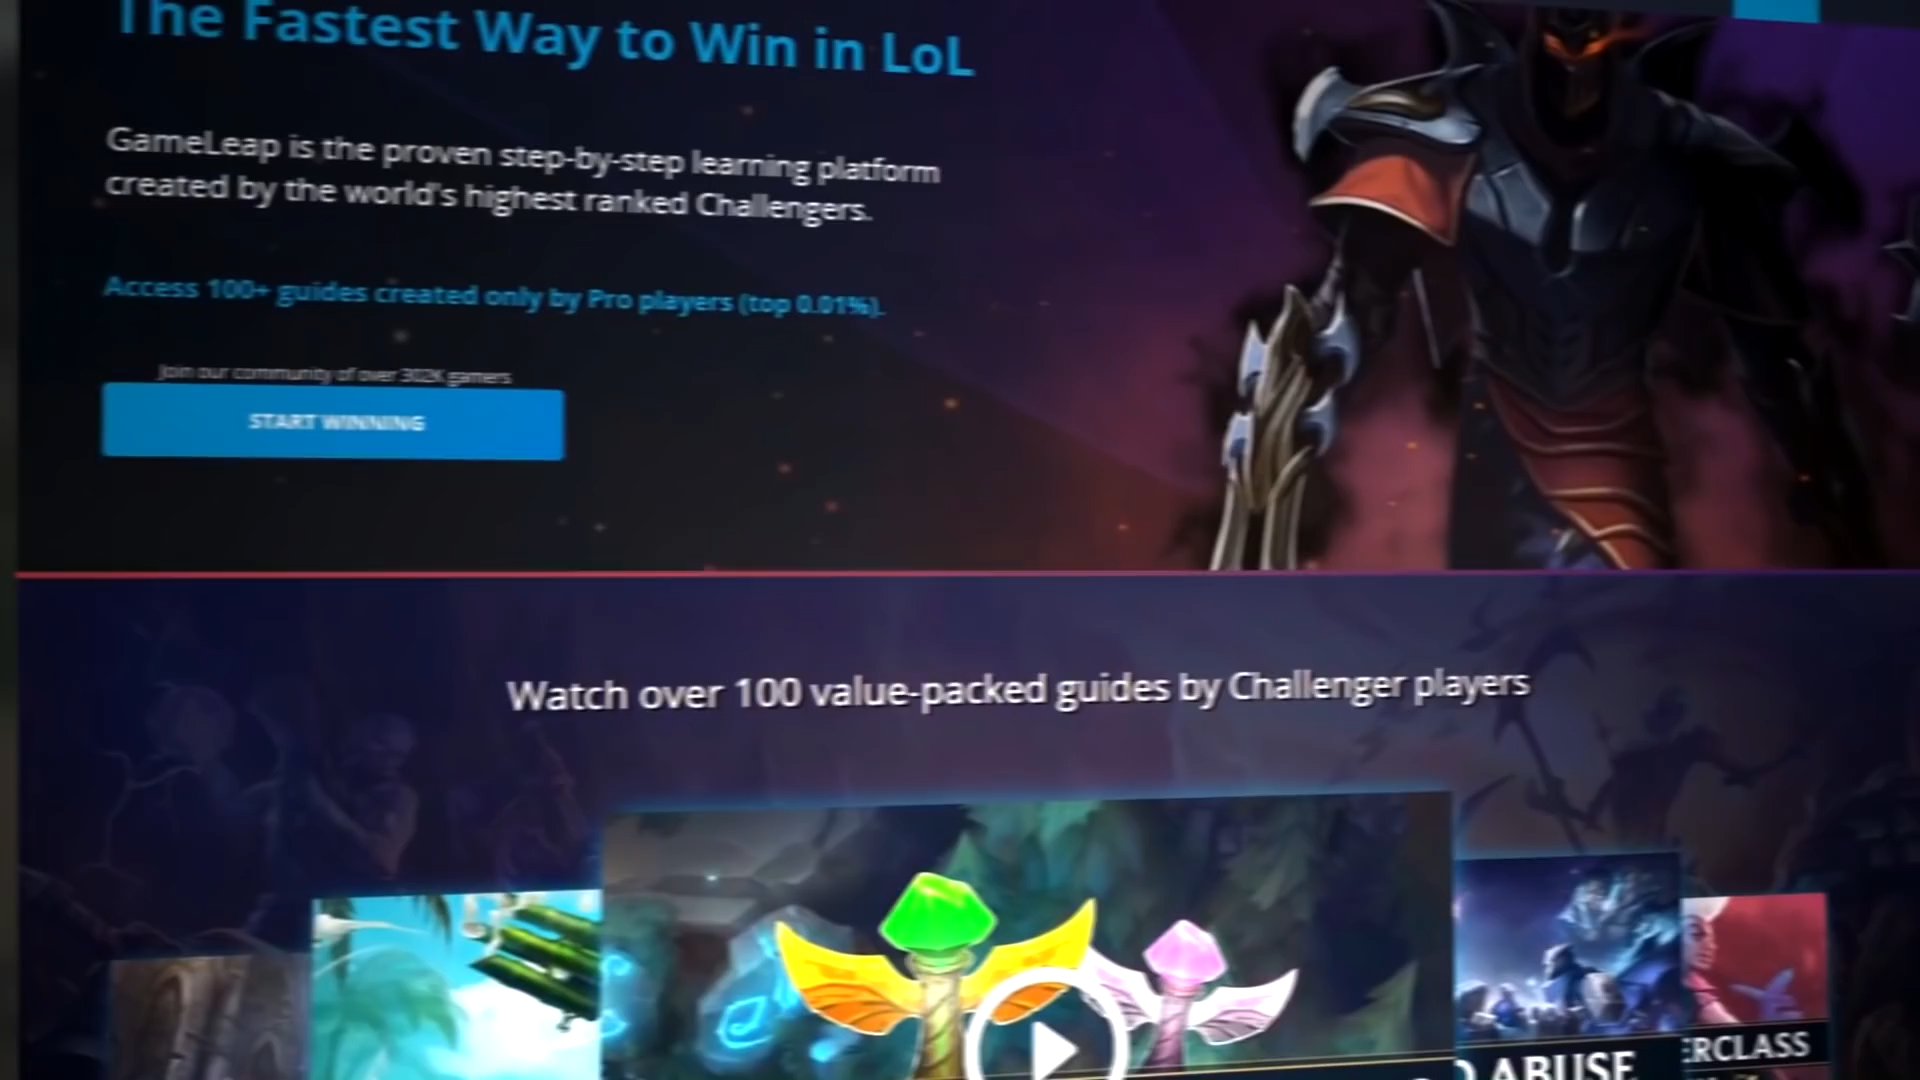 The Fastest Way to Win in LoL
GameLeap is the proven step-by-step learning platform
created by the world's highest ranked Challengers.
Access 100+ guides created only by Pro players (top 0.01%).
Join our community of over 302K gamers
START WINNING
Watch over 100 value-packed guides by Challenger players
ABUSE
ERCLASS